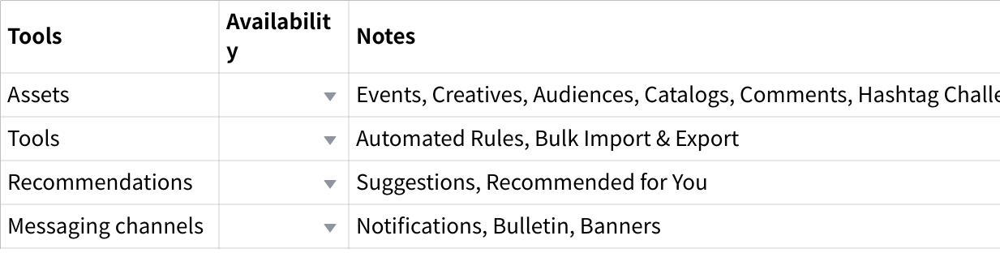 Tools Availabilit
y Notes
Assets Events, Creatives, Audiences, Catalogs, Comments, Hashtag Challe
Tools Automated Rules, Bulk Import & Export
Recommendations Suggestions, Recommended for You
Messaging channels Notifications, Bulletin, Banners